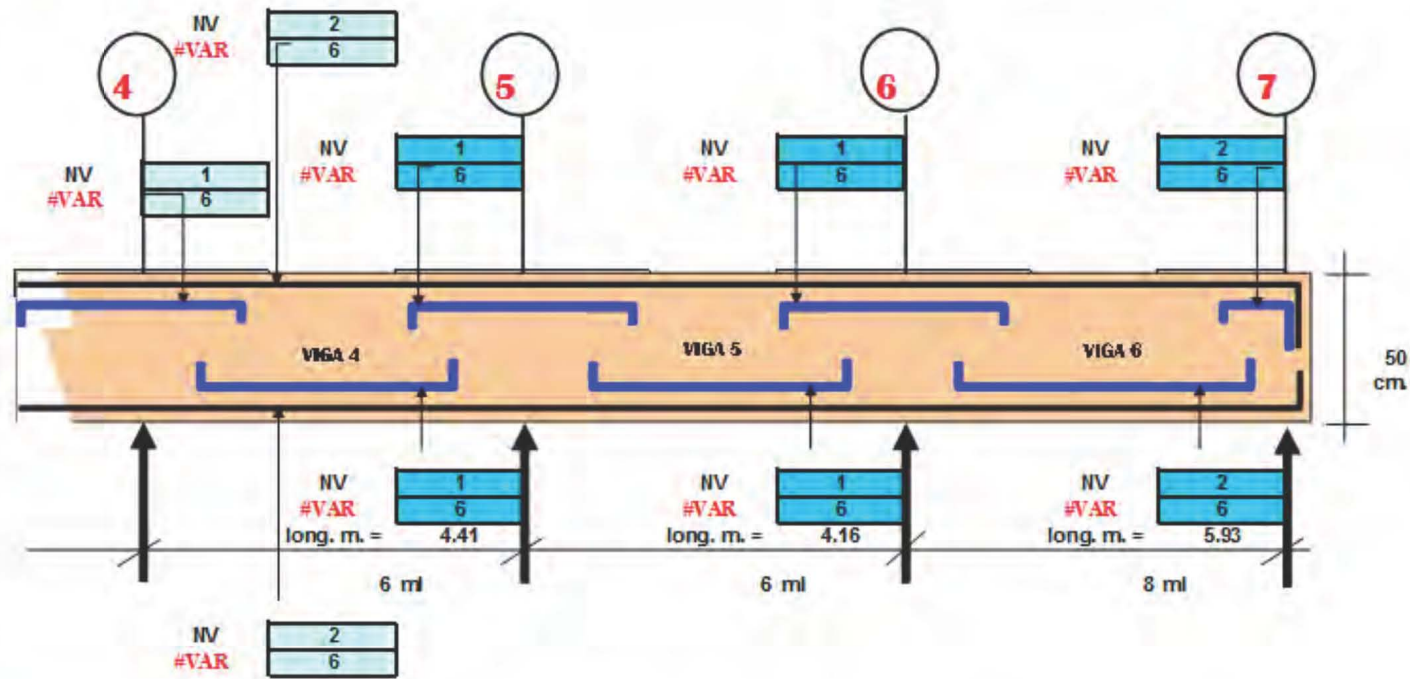 NV 2
#VAR 6
4 5 6 7
NV 1 NV 1 NV 2
#VAR 6 #VAR 6 #VAR 6
NV 1
#VAR 6
VIGA 4 VIGA 5 VIGA 6
50
cm.
NV 1 NV 1 NV 2
#VAR 6 #VAR 6 #VAR 6
long. m. = 4.41 long. m. = 4.16 long. m. = 5.93
6 ml 6 ml 8 ml
NV 2
#VAR 6